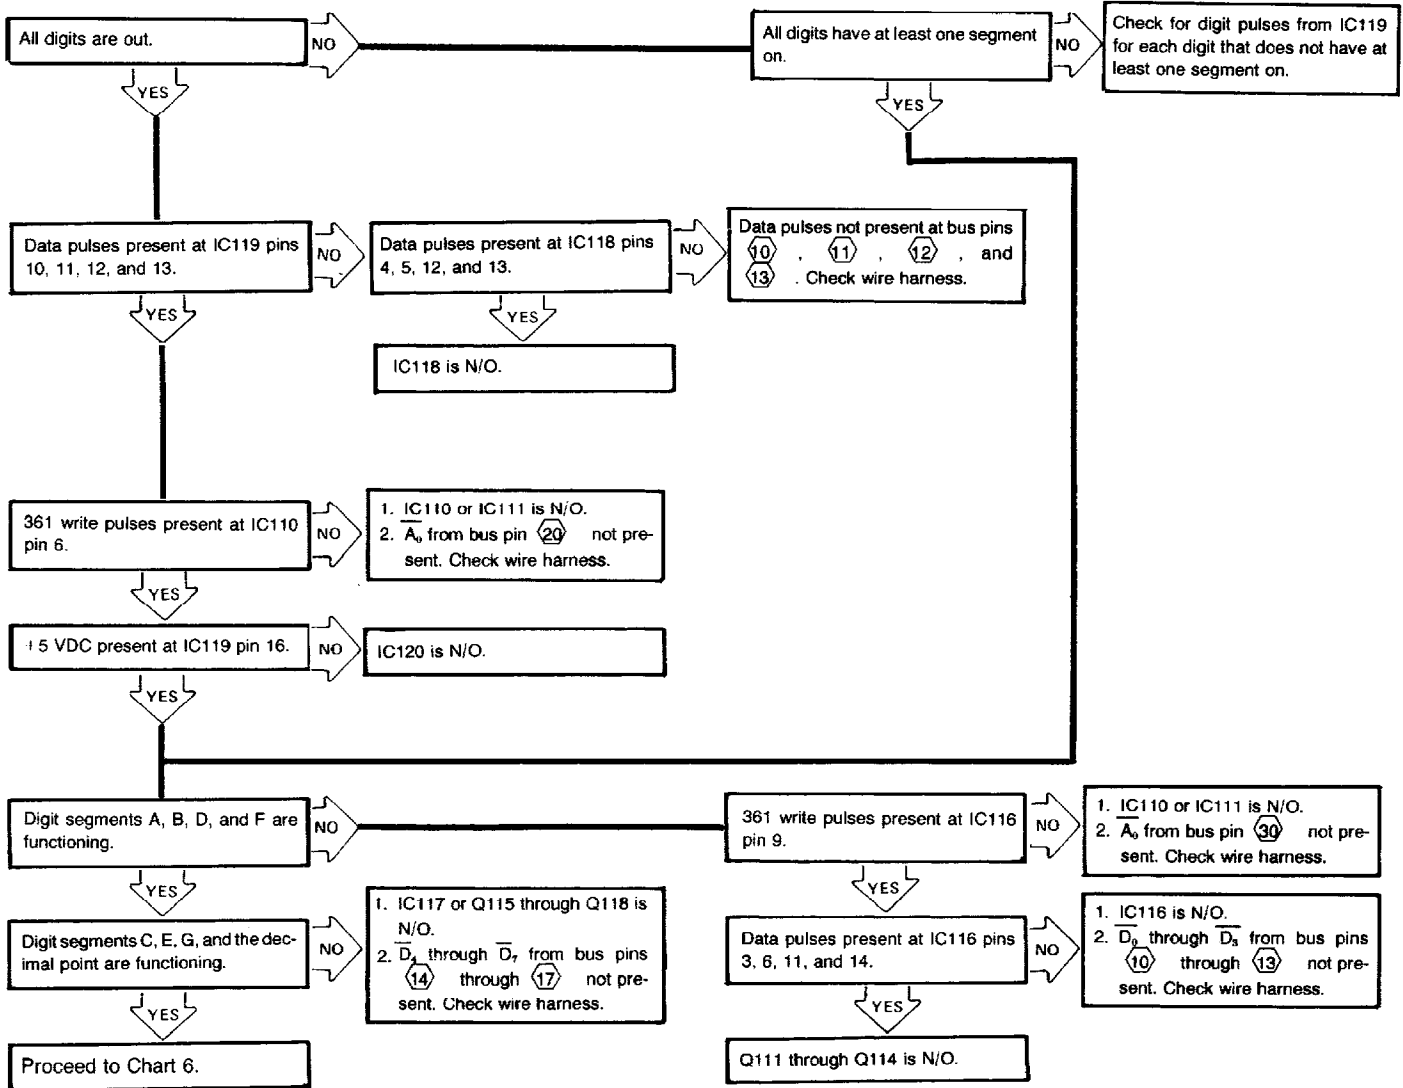 All digits are out.
NO
All digits have at least one segment
on.
NO
Check for digit pulses from IC119
for each digit that does not have at
least one segment on.
YES
YES
Data pulses present at IC119 pins
10, 11, 12, and 13.
NO
Data pulses present at IC118 pins
4, 5, 12, and 13.
NO
Data pulses not present at bus pins
10 , 11 , 12 , and
13 . Check wire harness.
YES
YES
IC118 is N/O.
361 write pulses present at IC110
pin 6.
NO
1. IC110 or IC111 is N/O.
2. A̅₀ from bus pin 20 not pre-
sent. Check wire harness.
YES
+5 VDC present at IC119 pin 16.
NO
IC120 is N/O.
YES
Digit segments A, B, D, and F are
functioning.
NO
361 write pulses present at IC116
pin 9.
NO
1. IC110 or IC111 is N/O.
2. A̅₀ from bus pin 30 not pre-
sent. Check wire harness.
YES
YES
Digit segments C, E, G, and the dec-
imal point are functioning.
NO
1. IC117 or Q115 through Q118 is
N/O.
2. D̅₄ through D̅₇ from bus pins
14 through 17 not pre-
sent. Check wire harness.
Data pulses present at IC116 pins
3, 6, 11, and 14.
NO
1. IC116 is N/O.
2. D̅₀ through D̅₃ from bus pins
10 through 13 not pre-
sent. Check wire harness.
YES
YES
Proceed to Chart 6.
Q111 through Q114 is N/O.